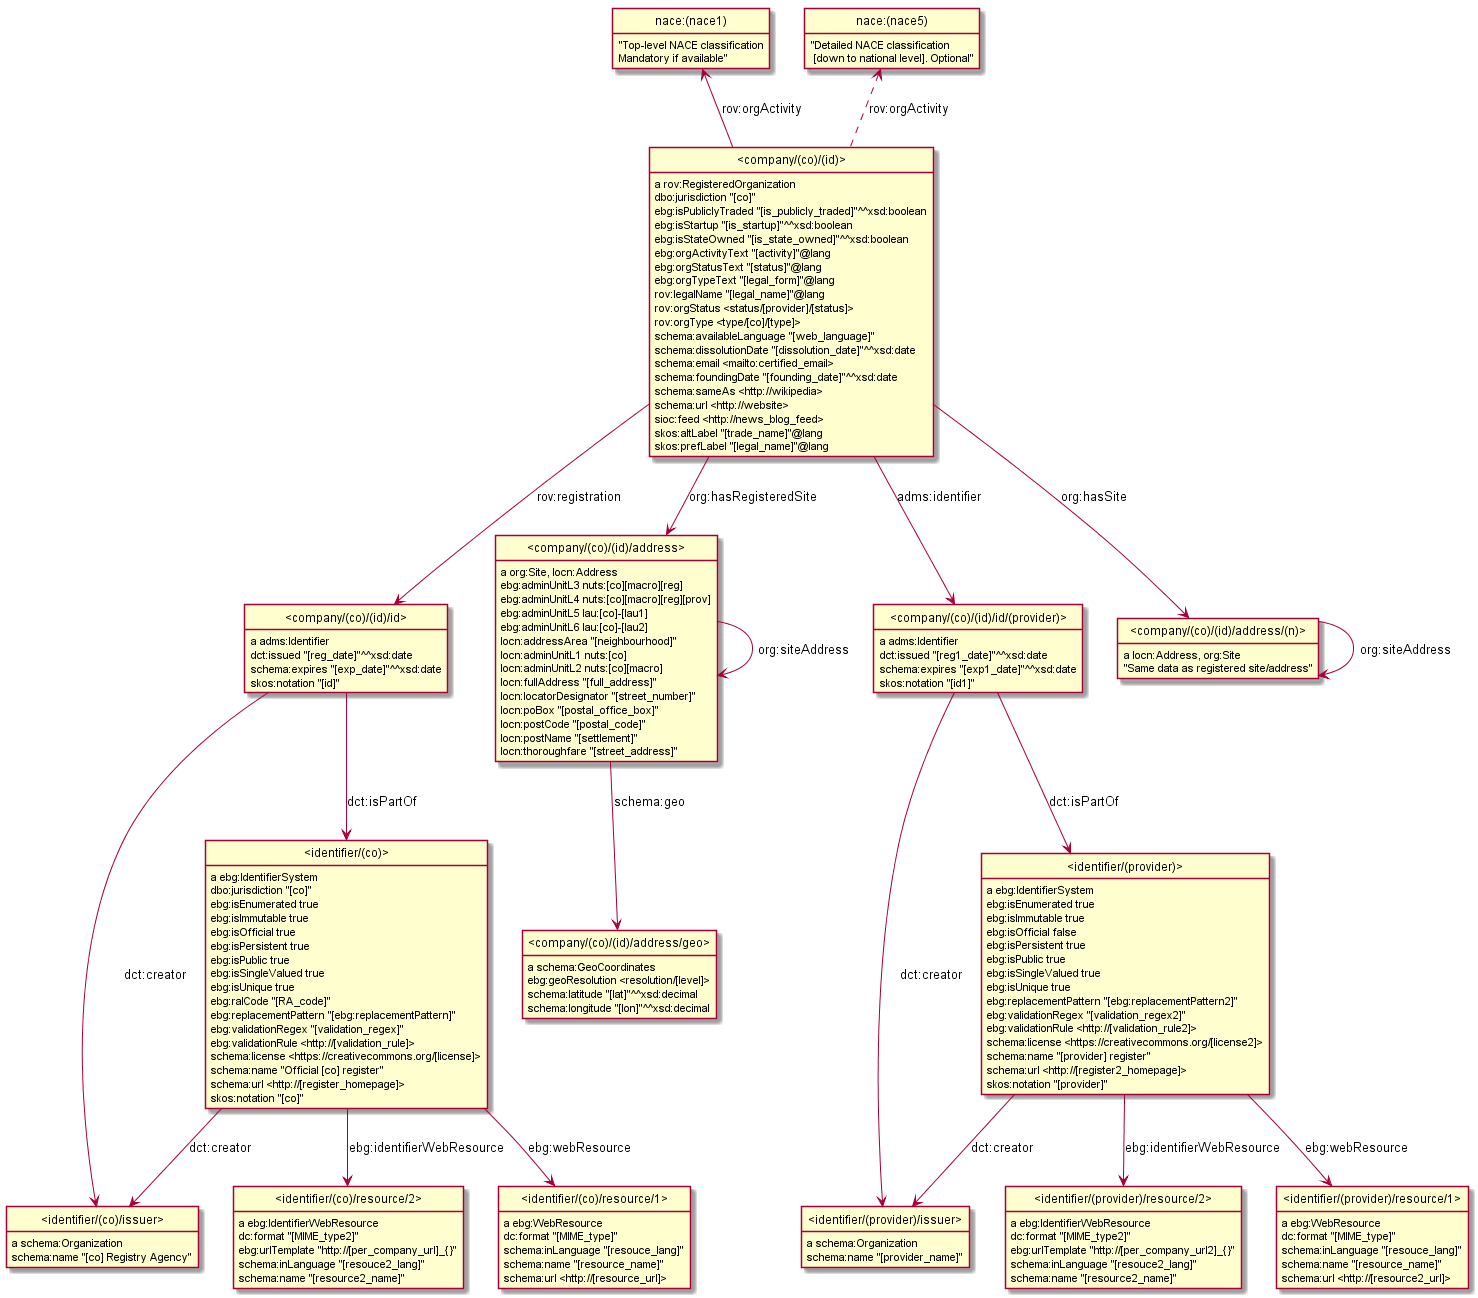 nace:(nace1)
"Top-level NACE classification
Mandatory if available"
nace:(nace5)
"Detailed NACE classification
[down to national level]. Optional"
rov:orgActivity
rov:orgActivity
<company/(co)/(id)>
a rov:RegisteredOrganization
dbo:jurisdiction "[co]"
ebg:isPubliclyTraded "[is_publicly_traded]"^^xsd:boolean
ebg:isStartup "[is_startup]"^^xsd:boolean
ebg:isStateOwned "[is_state_owned]"^^xsd:boolean
ebg:orgActivityText "[activity]"@lang
ebg:orgStatusText "[status]"@lang
ebg:orgTypeText "[legal_form]"@lang
rov:legalName "[legal_name]"@lang
rov:orgStatus <status/[provider]/[status]>
rov:orgType <type/[co]/[type]>
schema:availableLanguage "[web_language]"
schema:dissolutionDate "[dissolution_date]"^^xsd:date
schema:email <mailto:certified_email>
schema:foundingDate "[founding_date]"^^xsd:date
schema:sameAs <http://wikipedia>
schema:url <http://website>
sioc:feed <http://news_blog_feed>
skos:altLabel "[trade_name]"@lang
skos:prefLabel "[legal_name]"@lang
rov:registration
org:hasRegisteredSite
adms:identifier
org:hasSite
<company/(co)/(id)/id>
a adms:Identifier
dct:issued "[reg_date]"^^xsd:date
schema:expires "[exp_date]"^^xsd:date
skos:notation "[id]"
<company/(co)/(id)/address>
a org:Site, locn:Address
ebg:adminUnitL3 nuts:[co][macro][reg]
ebg:adminUnitL4 nuts:[co][macro][reg][prov]
ebg:adminUnitL5 lau:[co]-[lau1]
ebg:adminUnitL6 lau:[co]-[lau2]
locn:addressArea "[neighbourhood]"
locn:adminUnitL1 nuts:[co]
locn:adminUnitL2 nuts:[co][macro]
locn:fullAddress "[full_address]"
locn:locatorDesignator "[street_number]"
locn:poBox "[postal_office_box]"
locn:postCode "[postal_code]"
locn:postName "[settlement]"
locn:thoroughfare "[street_address]"
org:siteAddress
<company/(co)/(id)/id/(provider)>
a adms:Identifier
dct:issued "[reg1_date]"^^xsd:date
schema:expires "[exp1_date]"^^xsd:date
skos:notation "[id1]"
<company/(co)/(id)/address/(n)>
a locn:Address, org:Site
"Same data as registered site/address"
org:siteAddress
dct:isPartOf
schema:geo
dct:isPartOf
<identifier/(co)>
a ebg:IdentifierSystem
dbo:jurisdiction "[co]"
ebg:isEnumerated true
ebg:isImmutable true
ebg:isOfficial true
ebg:isPersistent true
ebg:isPublic true
ebg:isSingleValued true
ebg:isUnique true
ebg:ralCode "[RA_code]"
ebg:replacementPattern "[ebg:replacementPattern]"
ebg:validationRegex "[validation_regex]"
ebg:validationRule <http://[validation_rule]>
schema:license <https://creativecommons.org/[license]>
schema:name "Official [co] register"
schema:url <http://[register_homepage]>
skos:notation "[co]"
dct:creator
<company/(co)/(id)/address/geo>
a schema:GeoCoordinates
ebg:geoResolution <resolution/[level]>
schema:latitude "[lat]"^^xsd:decimal
schema:longitude "[lon]"^^xsd:decimal
dct:creator
<identifier/(provider)>
a ebg:IdentifierSystem
ebg:isEnumerated true
ebg:isImmutable true
ebg:isOfficial false
ebg:isPersistent true
ebg:isPublic true
ebg:isSingleValued true
ebg:isUnique true
ebg:replacementPattern "[ebg:replacementPattern2]"
ebg:validationRegex "[validation_regex2]"
ebg:validationRule <http://[validation_rule2]>
schema:license <https://creativecommons.org/[license2]>
schema:name "[provider] register"
schema:url <http://[register2_homepage]>
skos:notation "[provider]"
dct:creator
ebg:identifierWebResource
ebg:webResource
dct:creator
ebg:identifierWebResource
ebg:webResource
<identifier/(co)/issuer>
a schema:Organization
schema:name "[co] Registry Agency"
<identifier/(co)/resource/2>
a ebg:IdentifierWebResource
dc:format "[MIME_type2]"
ebg:urlTemplate "http://[per_company_url]_{}"
schema:inLanguage "[resouce2_lang]"
schema:name "[resource2_name]"
<identifier/(co)/resource/1>
a ebg:WebResource
dc:format "[MIME_type]"
schema:inLanguage "[resouce_lang]"
schema:name "[resource_name]"
schema:url <http://[resource_url]>
<identifier/(provider)/issuer>
a schema:Organization
schema:name "[provider_name]"
<identifier/(provider)/resource/2>
a ebg:IdentifierWebResource
dc:format "[MIME_type2]"
ebg:urlTemplate "http://[per_company_url2]_{}"
schema:inLanguage "[resouce2_lang]"
schema:name "[resource2_name]"
<identifier/(provider)/resource/1>
a ebg:WebResource
dc:format "[MIME_type]"
schema:inLanguage "[resouce_lang]"
schema:name "[resource_name]"
schema:url <http://[resource2_url]>